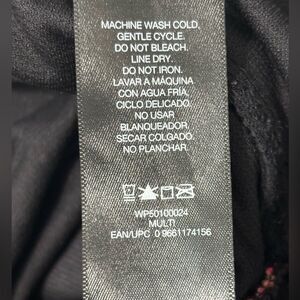 MACHINE WASH COLD.
GENTLE CYCLE.
DO NOT BLEACH.
LINE DRY.
DO NOT IRON.
LAVAR A MÁQUINA
CON AGUA FRÍA,
CICLO DELICADO.
NO USAR
BLANQUEADOR.
SECAR COLGADO.
NO PLANCHAR.
WP50100024
MULTI
EAN/UPC 0 9661174156